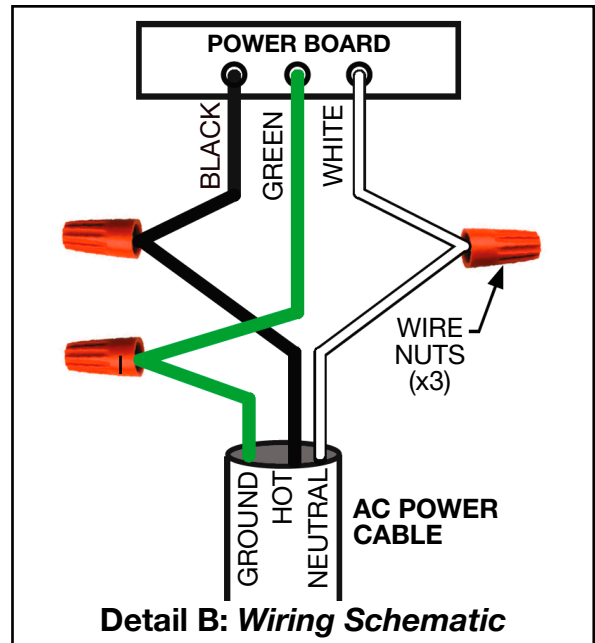 POWER BOARD
BLACK
GREEN
WHITE
WIRE
NUTS
(x3)
GROUND
HOT
NEUTRAL
AC POWER
CABLE
Detail B: Wiring Schematic